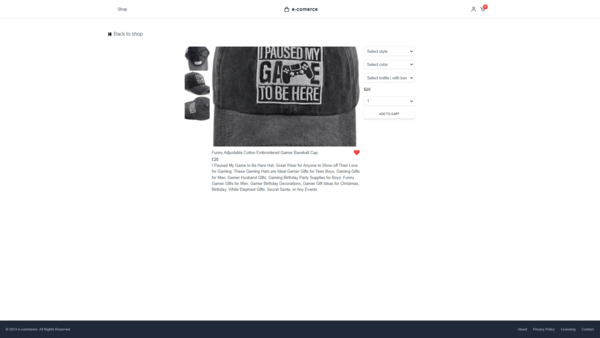 Shop
e-comerce
Back to shop
I PAUSED MY
GAME
TO BE HERE
Select style
Select color
Select bottle ( with box
$20
1
ADD TO CART
Funny Adjustable Cotton Embroidered Gamer Baseball Cap
£20
I Paused My Game to Be Here Hat, Great Wear for Anyone to Show off Their Love
for Gaming. These Gaming Hats are Ideal Gamer Gifts for Teen Boys. Gaming Gifts
for Men, Gamer Husband Gifts, Gaming Birthday Party Supplies for Boys, Funny
Gamer Gifts for Men, Gamer Birthday Decorations, Gamer Gift Ideas for Christmas,
Birthday, White Elephant Gifts, Secret Santa, or Any Events.
© 2023 e-commerce. All Rights Reserved.
About
Privacy Policy
Licensing
Contact